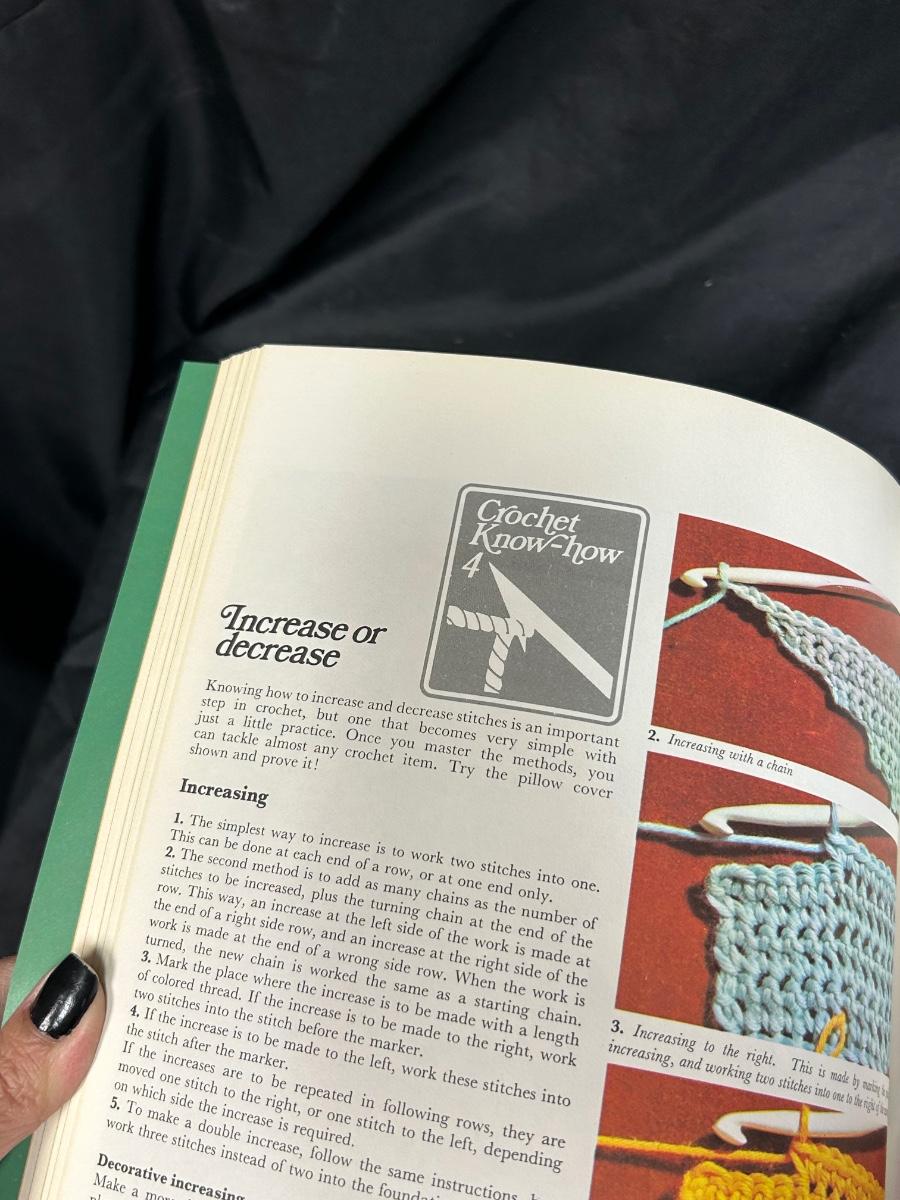 Crochet
Know-how
4
Increase or
decrease
Knowing how to increase and decrease stitches is an important
step in crochet, but one that becomes very simple with
just a little practice. Once you master the methods, you
can tackle almost any crochet item. Try the pillow cover
shown and prove it!
Increasing
1. The simplest way to increase is to work two stitches into one.
This can be done at each end of a row, or at one end only.
2. The second method is to add as many chains as the number of
stitches to be increased, plus the turning chain at the end of the
row. This way, an increase at the left side of the work is made at
the end of a right side row, and an increase at the right side of the
work is made at the end of a wrong side row. When the work is
turned, the new chain is worked the same as a starting chain.
3. Mark the place where the increase is to be made with a length
of colored thread. If the increase is to be made to the right, work
two stitches into the stitch before the marker.
4. If the increase is to be made to the left, work these stitches into
the stitch after the marker.
If the increases are to be repeated in following rows, they are
moved one stitch to the right, or one stitch to the left, depending
on which side the increase is required.
5. To make a double increase, follow the same instructions,
work three stitches instead of two into the
Decorative increasing
Make a
2. Increasing with a chain
3. Increasing to the right. This is made by marking
increasing, and working two stitches into one to the right of